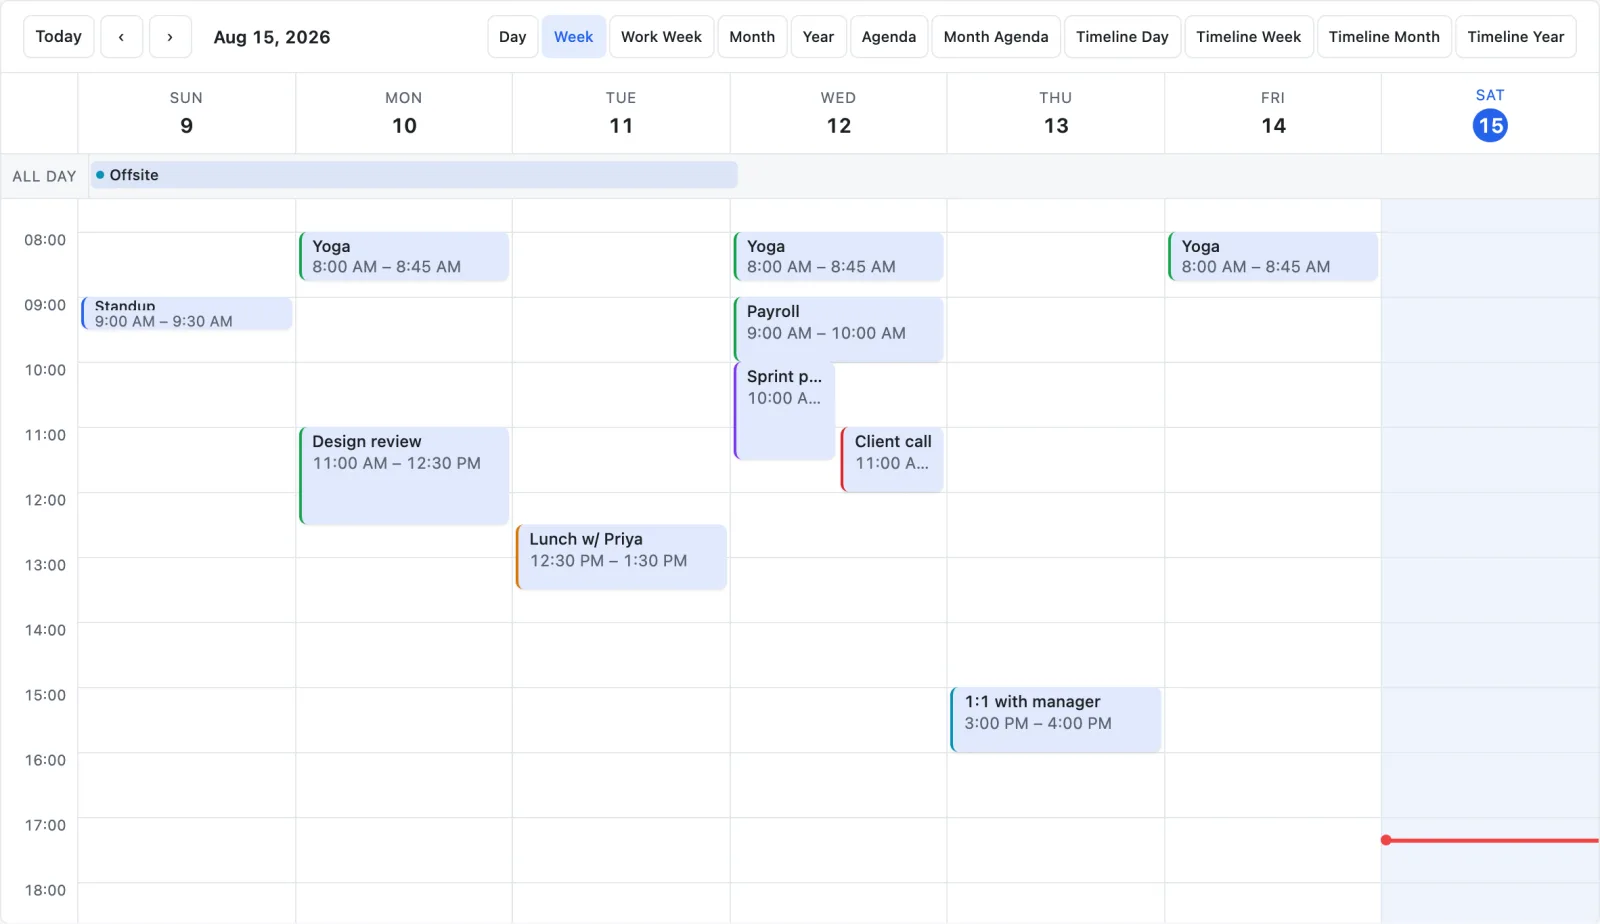 Today ‹ › Aug 15, 2026 Day Week Work Week Month Year Agenda Month Agenda Timeline Day Timeline Week Timeline Month Timeline Year
SUN MON TUE WED THU FRI SAT
9 10 11 12 13 14 15
ALL DAY Offsite
08:00 Yoga Yoga Yoga
8:00 AM – 8:45 AM 8:00 AM – 8:45 AM 8:00 AM – 8:45 AM
09:00 Standup Payroll
9:00 AM – 9:30 AM 9:00 AM – 10:00 AM
10:00 Sprint p...
10:00 A...
11:00 Design review Client call
11:00 AM – 12:30 PM 11:00 A...
12:00
Lunch w/ Priya
12:30 PM – 1:30 PM
13:00
14:00
15:00 1:1 with manager
3:00 PM – 4:00 PM
16:00
17:00
18:00